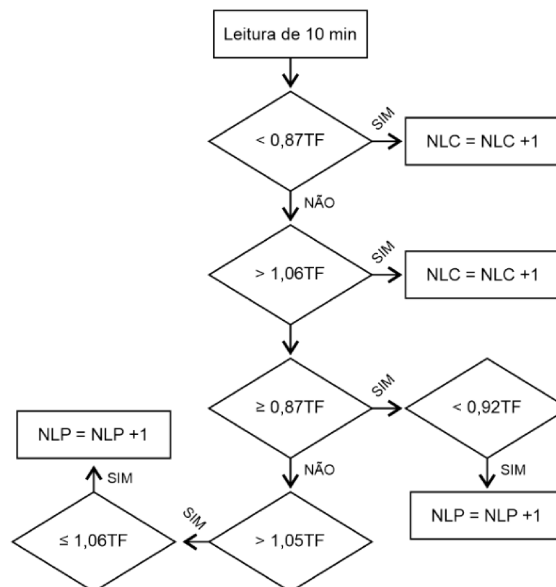 Leitura de 10 min
< 0,87TF
SIM
NLC = NLC +1
NÃO
> 1,06TF
SIM
NLC = NLC +1
≥ 0,87TF
SIM
< 0,92TF
NLP = NLP +1
NÃO
SIM
SIM
≤ 1,06TF
SIM
> 1,05TF
NLP = NLP +1